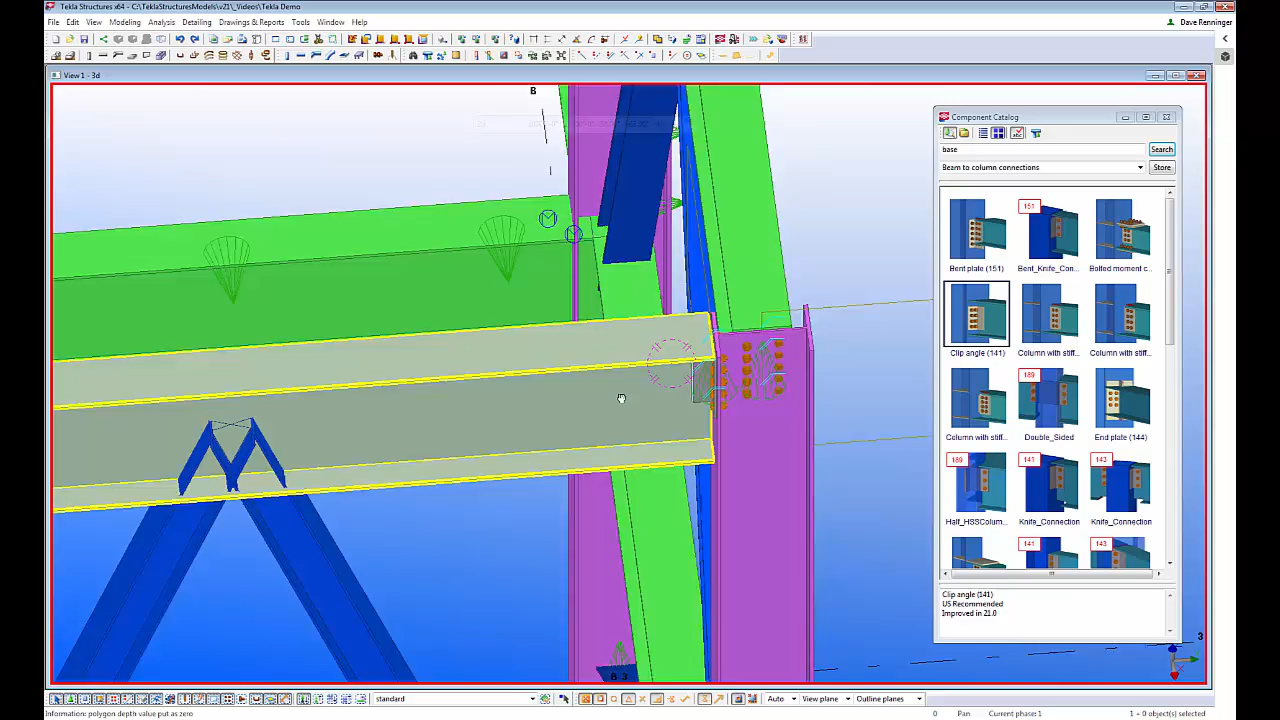 Tekla Structures x64 - C:\TeklaStructuresModels\v21\_Videos\Tekla Demo
File Edit View Modeling Analysis Detailing Drawings & Reports Tools Window Help
Dave Renninger
View 1 - 3d
B
Component Catalog
base
Search
Beam to column connections
Store
151
Bent plate (151)
Bent_Knife_Con...
Bolted moment c...
Clip angle (141)
Column with stiff...
Column with stiff...
189
Column with stiff...
Double_Sided
End plate (144)
189
141
143
Half_HSSColum...
Knife_Connection
Knife_Connection
141
143
Clip angle (141)
US Recommended
Improved in 21.0
3
standard
Auto
View plane
Outline planes
Information: polygon depth value put as zero
0
Pan
Current phase: 1
1 + 0 object(s) selected